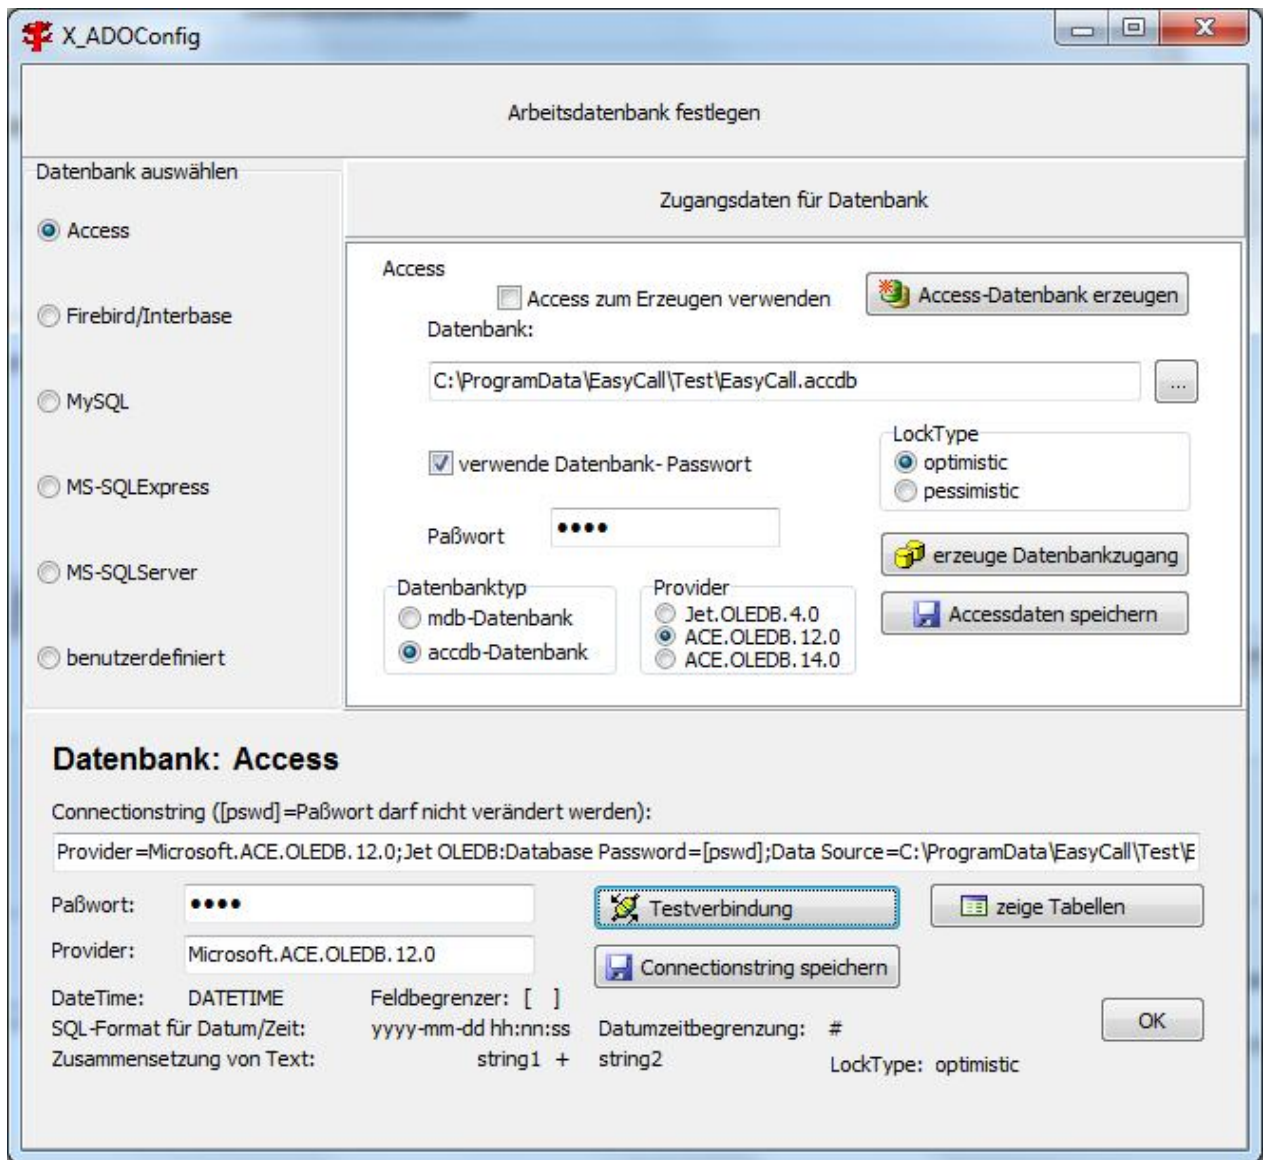 X_ADOConfig
Arbeitsdatenbank festlegen
Datenbank auswählen
Access
Firebird/Interbase
MySQL
MS-SQLExpress
MS-SQLServer
benutzerdefiniert
Zugangsdaten für Datenbank
Access
Access zum Erzeugen verwenden
Access-Datenbank erzeugen
Datenbank:
C:\ProgramData\EasyCall\Test\EasyCall.accdb
...
verwende Datenbank- Passwort
LockType
optimistic
pessimistic
Paßwort ••••
erzeuge Datenbankzugang
Datenbanktyp
mdb-Datenbank
accdb-Datenbank
Provider
Jet.OLEDB.4.0
ACE.OLEDB.12.0
ACE.OLEDB.14.0
Accessdaten speichern
Datenbank: Access
Connectionstring ([pswd]=Paßwort darf nicht verändert werden):
Provider=Microsoft.ACE.OLEDB.12.0;Jet OLEDB:Database Password=[pswd];Data Source=C:\ProgramData\EasyCall\Test\E
Paßwort: •••• Testverbindung zeige Tabellen
Provider: Microsoft.ACE.OLEDB.12.0 Connectionstring speichern
DateTime: DATETIME Feldbegrenzer: [ ]
SQL-Format für Datum/Zeit: yyyy-mm-dd hh:nn:ss Datumzeitbegrenzung: # OK
Zusammensetzung von Text: string1 + string2 LockType: optimistic